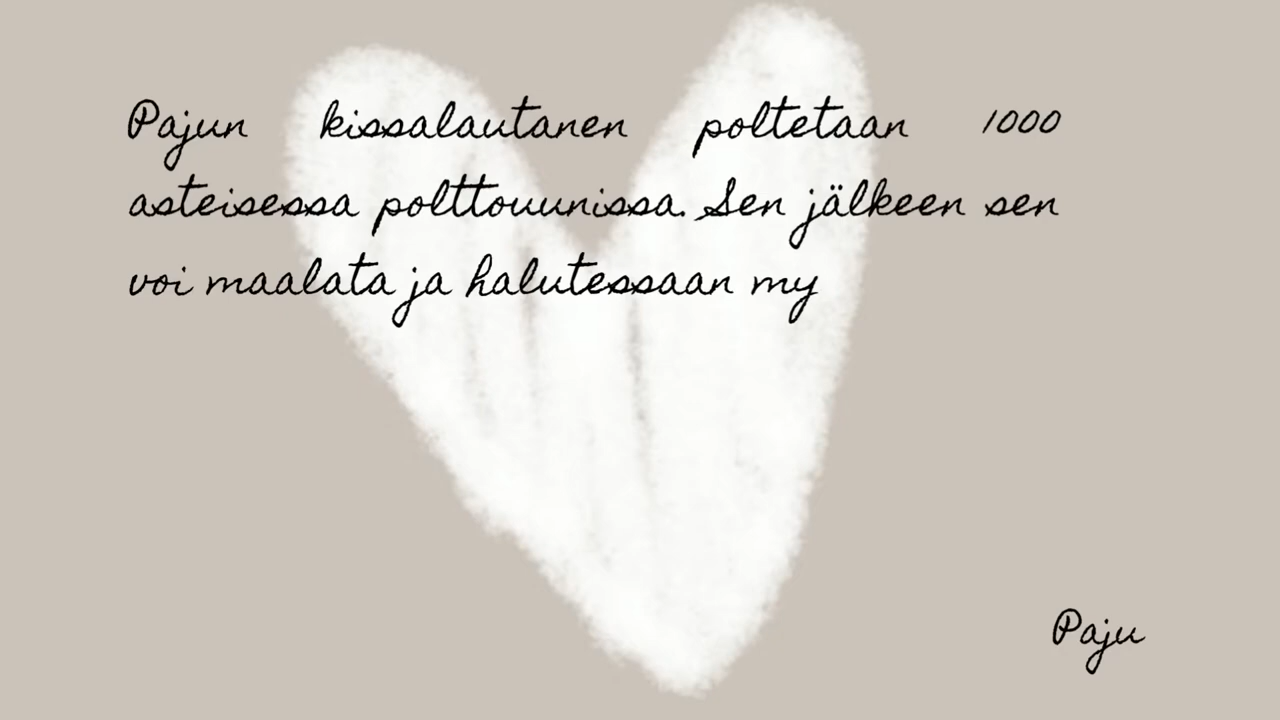 Pajun kissalautanen poltetaan 1000
asteisessa polttouunissa. Sen jälkeen sen
voi maalata ja halutessaan my
Paju